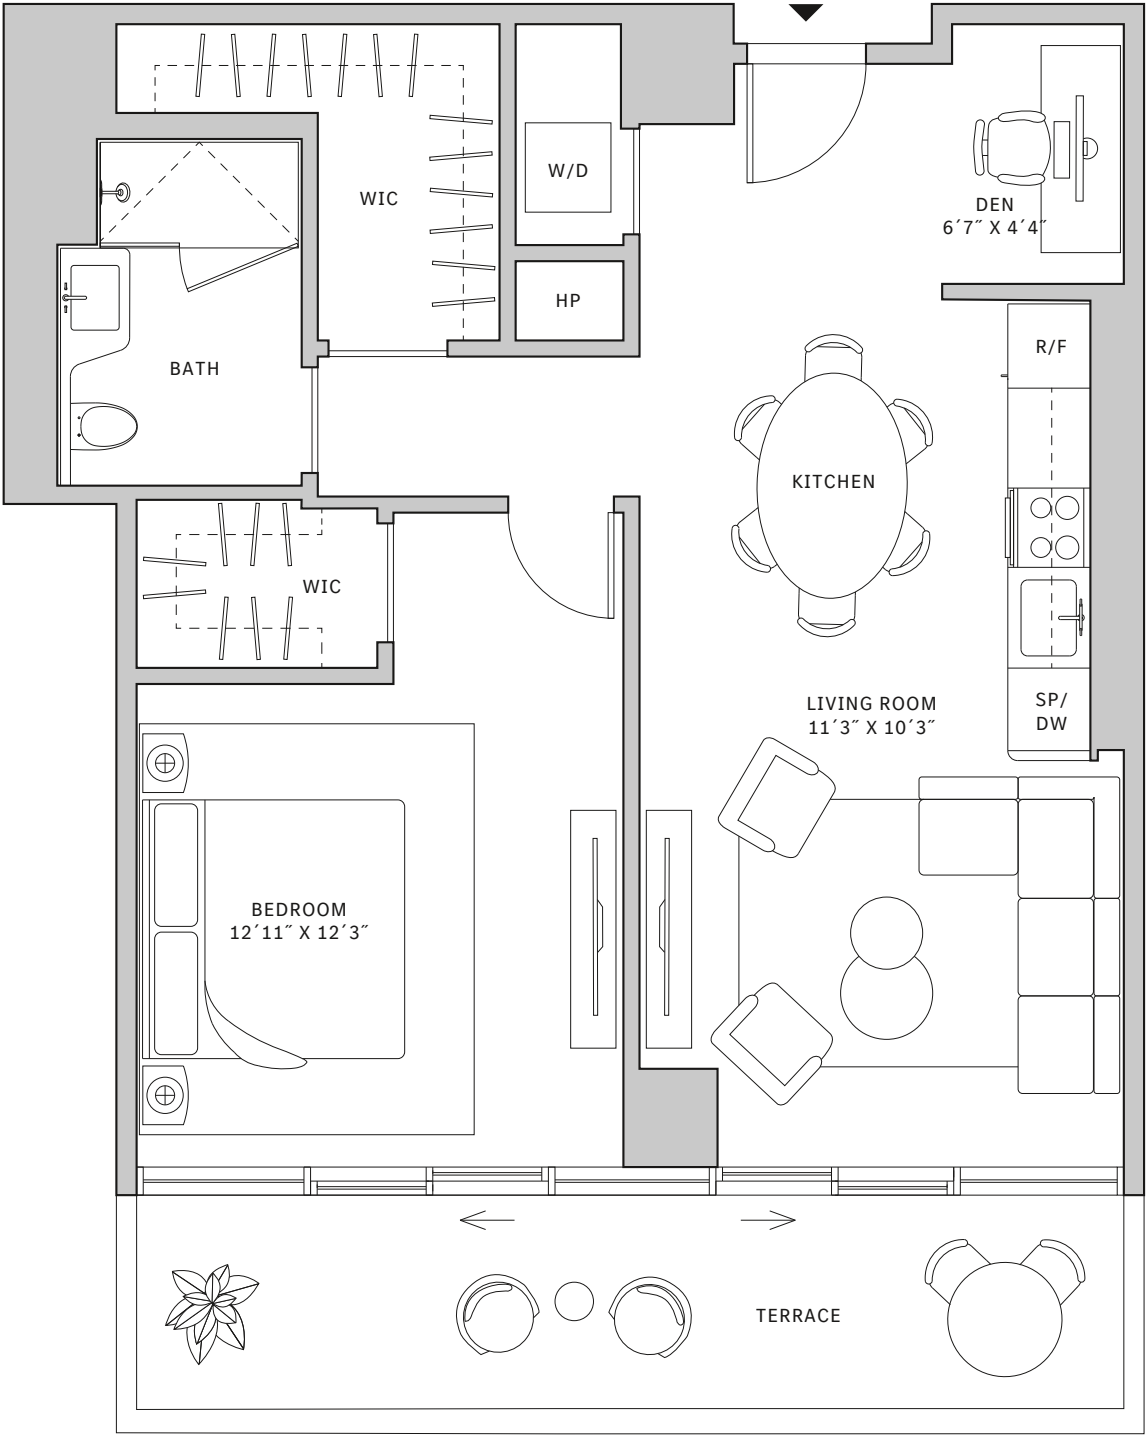 W/D
WIC
DEN
6´7˝ X 4´4˝
HP
R/F
BATH
KITCHEN
WIC
LIVING ROOM
11´3˝ X 10´3˝
SP/
DW
BEDROOM
12´11˝ X 12´3˝
TERRACE